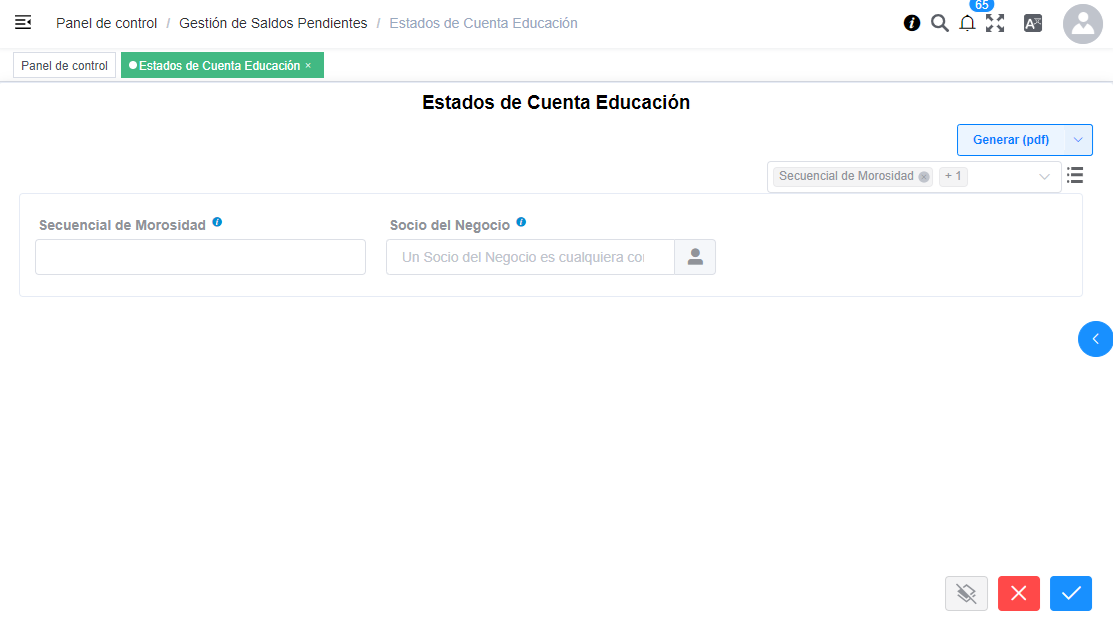 Panel de control / Gestión de Saldos Pendientes / Estados de Cuenta Educación
65
Panel de control
Estados de Cuenta Educación ×
Estados de Cuenta Educación
Generar (pdf)
Secuencial de Morosidad + 1
Secuencial de Morosidad
Socio del Negocio
Un Socio del Negocio es cualquiera co